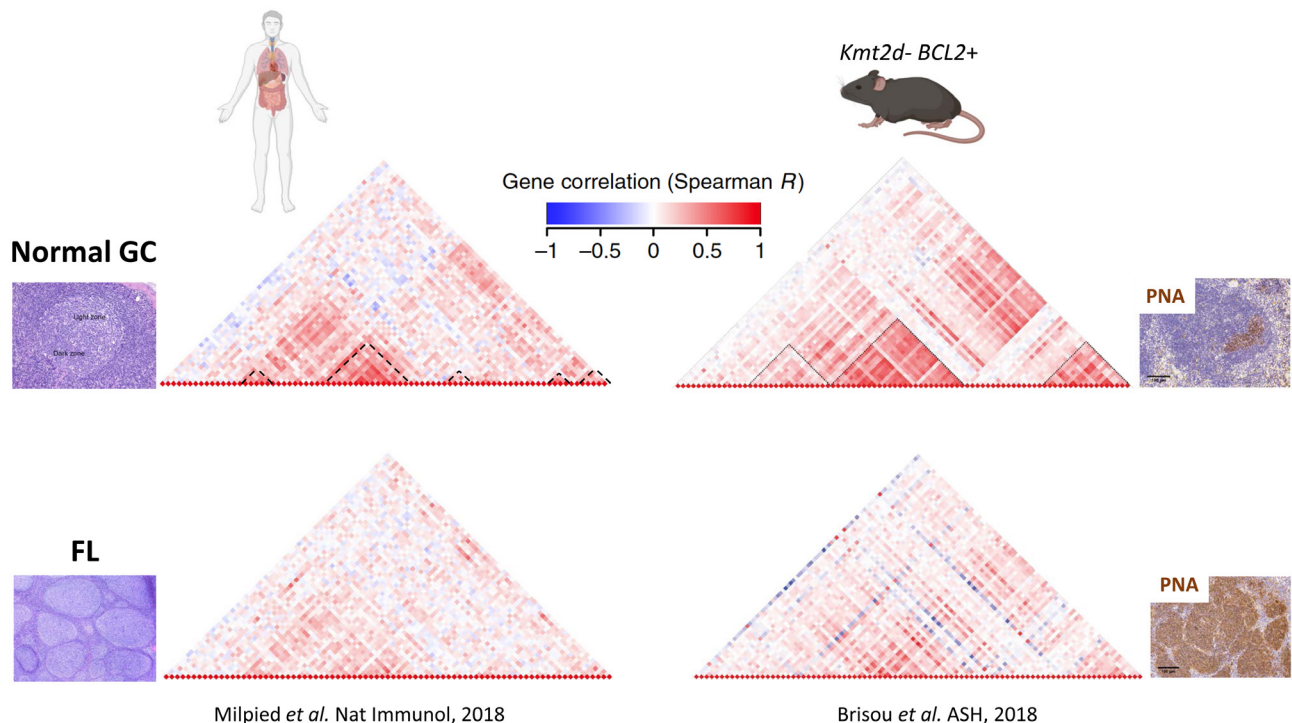 Kmt2d- BCL2+
Gene correlation (Spearman R)
−1 −0.5 0 0.5 1
Normal GC
Light zone
Dark zone
PNA
FL
PNA
Milpied et al. Nat Immunol, 2018
Brisou et al. ASH, 2018